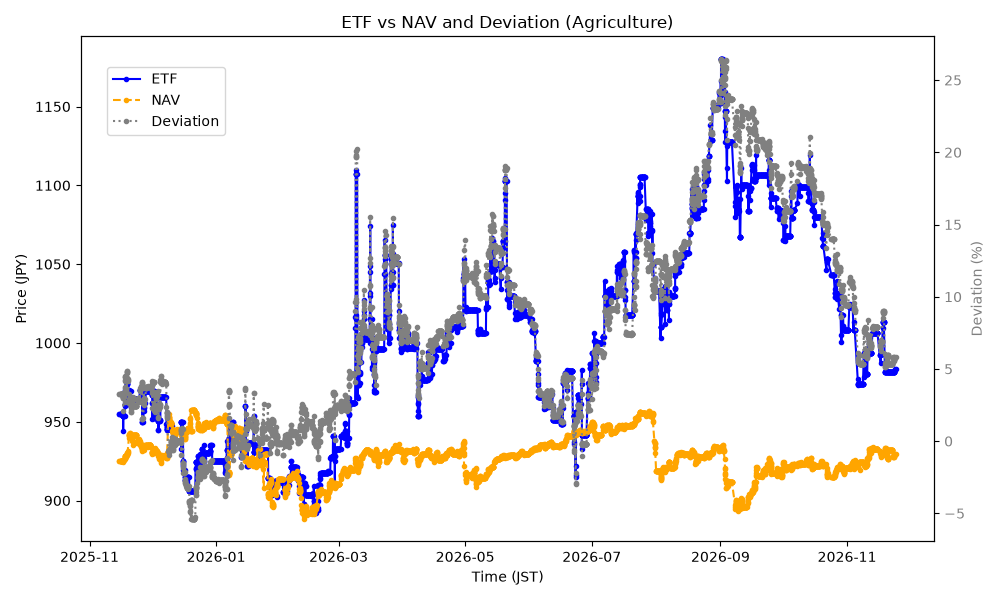 ETF vs NAV and Deviation (Agriculture)
ETF
NAV
Deviation
Price (JPY)
1150
1100
1050
1000
950
900
25
20
15
10
5
0
−5
Deviation (%)
2025-11
2026-01
2026-03
2026-05
2026-07
2026-09
2026-11
Time (JST)